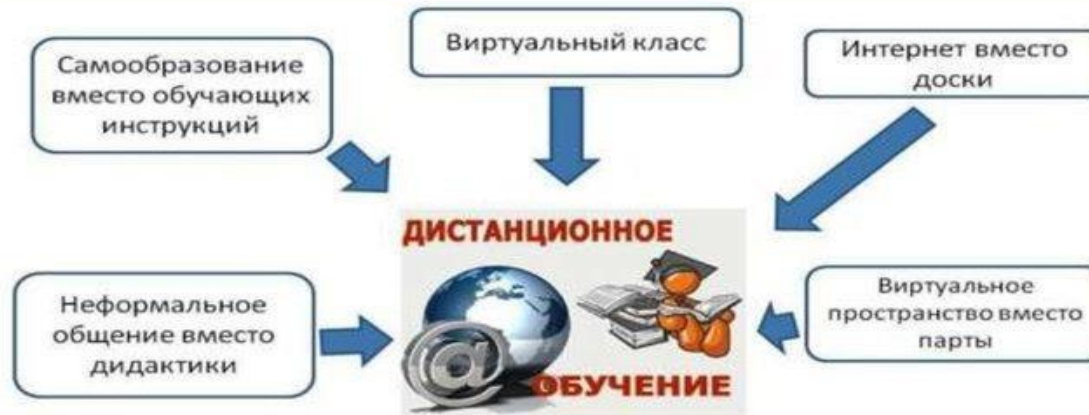 Самообразование
вместо обучающих
инструкций
Виртуальный класс
Интернет вместо
доски
ДИСТАНЦИОННОЕ
@
ОБУЧЕНИЕ
Неформальное
общение вместо
дидактики
Виртуальное
пространство вместо
парты